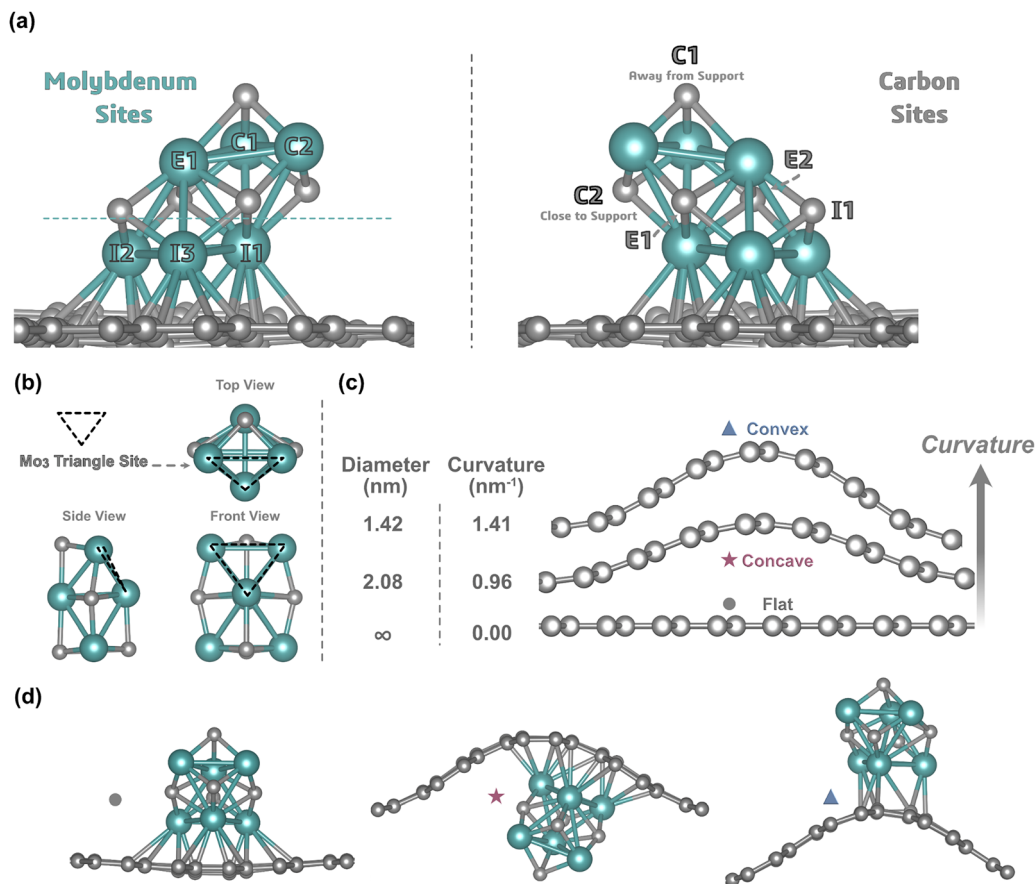 (a)
Molybdenum
Sites
E1
C1
C2
I2
I3
I1
C1
Away from Support
Carbon
Sites
E2
C2
Close to Support
I1
E1
(b)
Top View
Mo3 Triangle Site
Side View
Front View
(c)
Diameter
(nm)
Curvature
(nm-1)
1.42
1.41
2.08
0.96
∞
0.00
Convex
Concave
Flat
Curvature
(d)